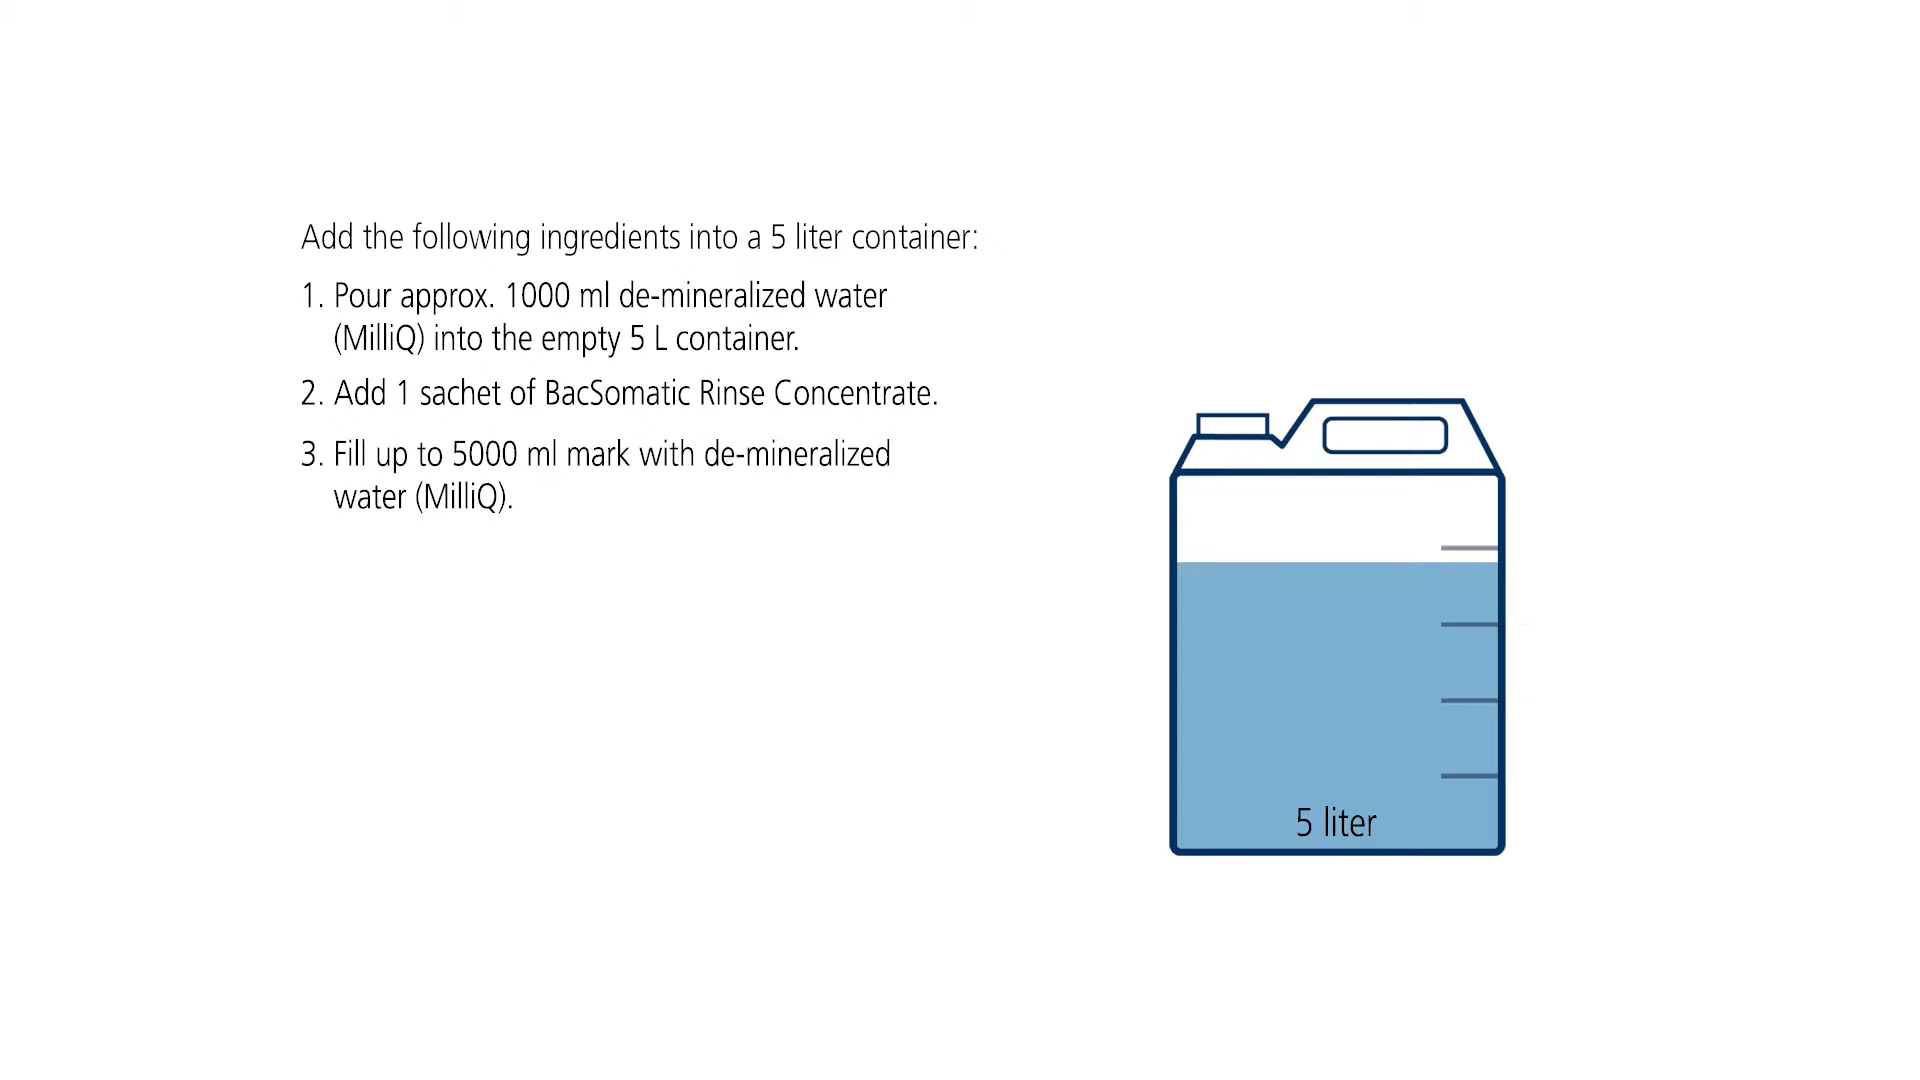 Add the following ingredients into a 5 liter container:
1. Pour approx. 1000 ml de-mineralized water
(MilliQ) into the empty 5 L container.
2. Add 1 sachet of BacSomatic Rinse Concentrate.
3. Fill up to 5000 ml mark with de-mineralized
water (MilliQ).
5 liter